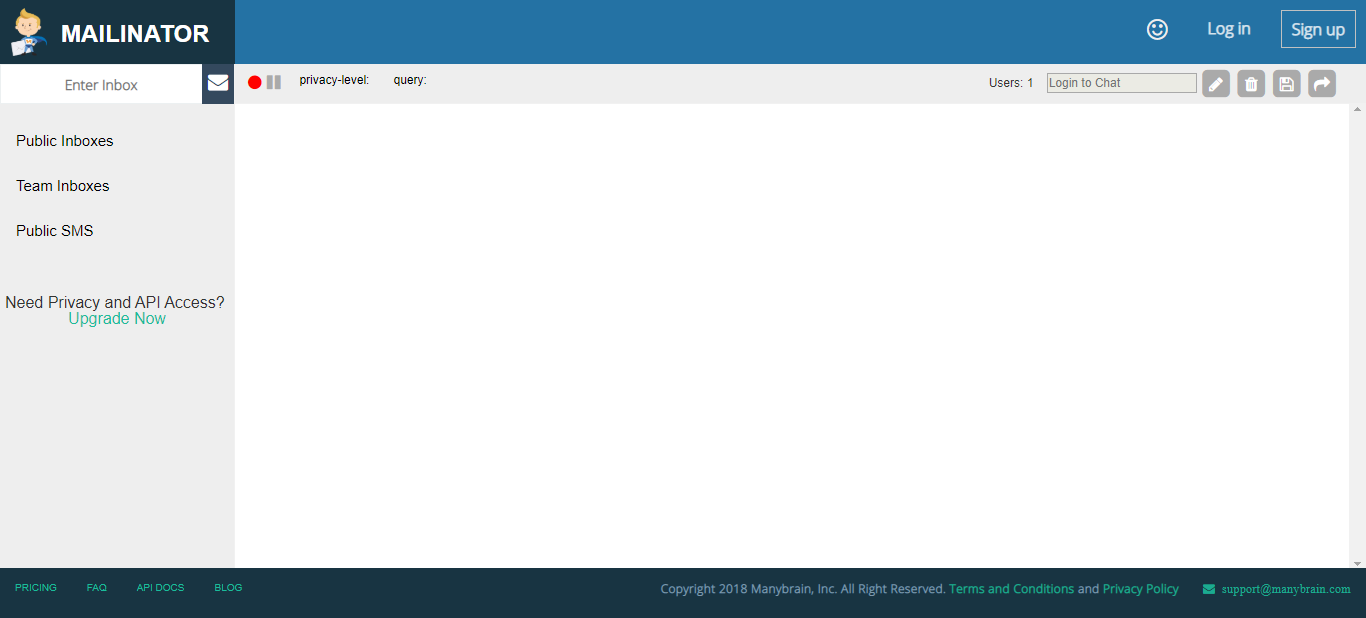 MAILINATOR
Log in
Sign up
Enter Inbox
privacy-level:
query:
Users: 1
Login to Chat
Public Inboxes
Team Inboxes
Public SMS
Need Privacy and API Access?
Upgrade Now
PRICING
FAQ
API DOCS
BLOG
Copyright 2018 Manybrain, Inc. All Right Reserved. Terms and Conditions and Privacy Policy
support@manybrain.com